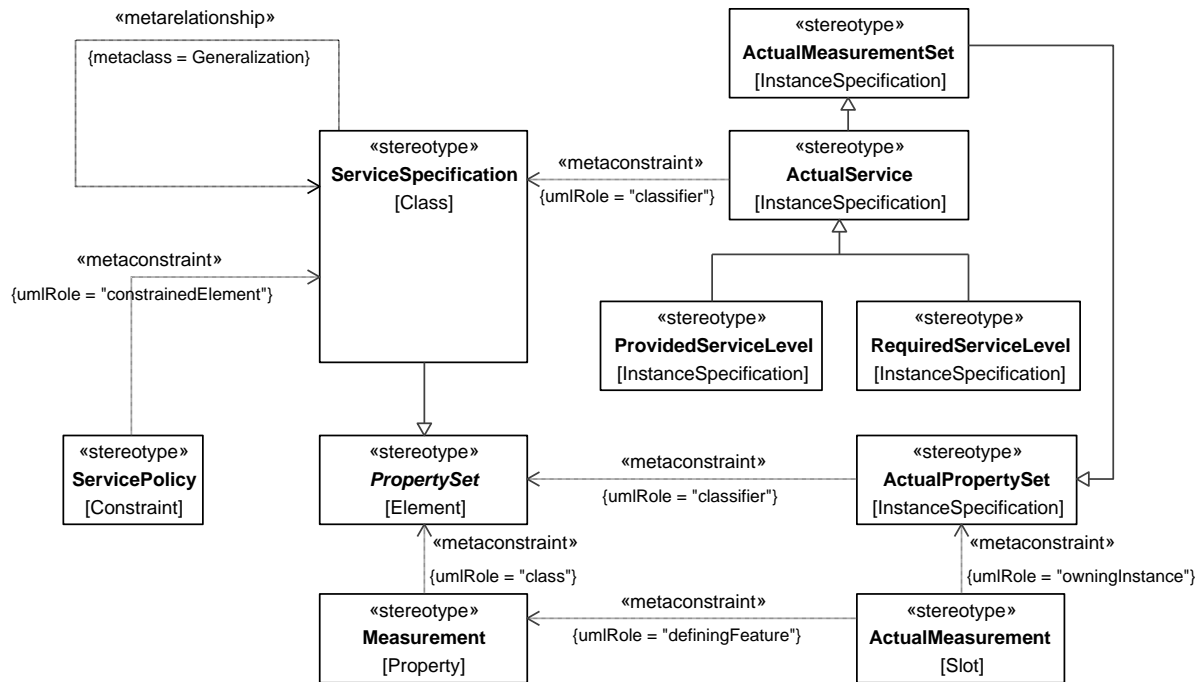 «metarelationship»
{metaclass = Generalization}
«stereotype»
ActualMeasurementSet
[InstanceSpecification]
«stereotype»
ServiceSpecification
[Class]
«metaconstraint»
{umlRole = "classifier"}
«stereotype»
ActualService
[InstanceSpecification]
«metaconstraint»
{umlRole = "constrainedElement"}
«stereotype»
ProvidedServiceLevel
[InstanceSpecification]
«stereotype»
RequiredServiceLevel
[InstanceSpecification]
«stereotype»
ServicePolicy
[Constraint]
«stereotype»
PropertySet
[Element]
«metaconstraint»
{umlRole = "classifier"}
«stereotype»
ActualPropertySet
[InstanceSpecification]
«metaconstraint»
{umlRole = "class"}
«metaconstraint»
{umlRole = "owningInstance"}
«stereotype»
Measurement
[Property]
«metaconstraint»
{umlRole = "definingFeature"}
«stereotype»
ActualMeasurement
[Slot]